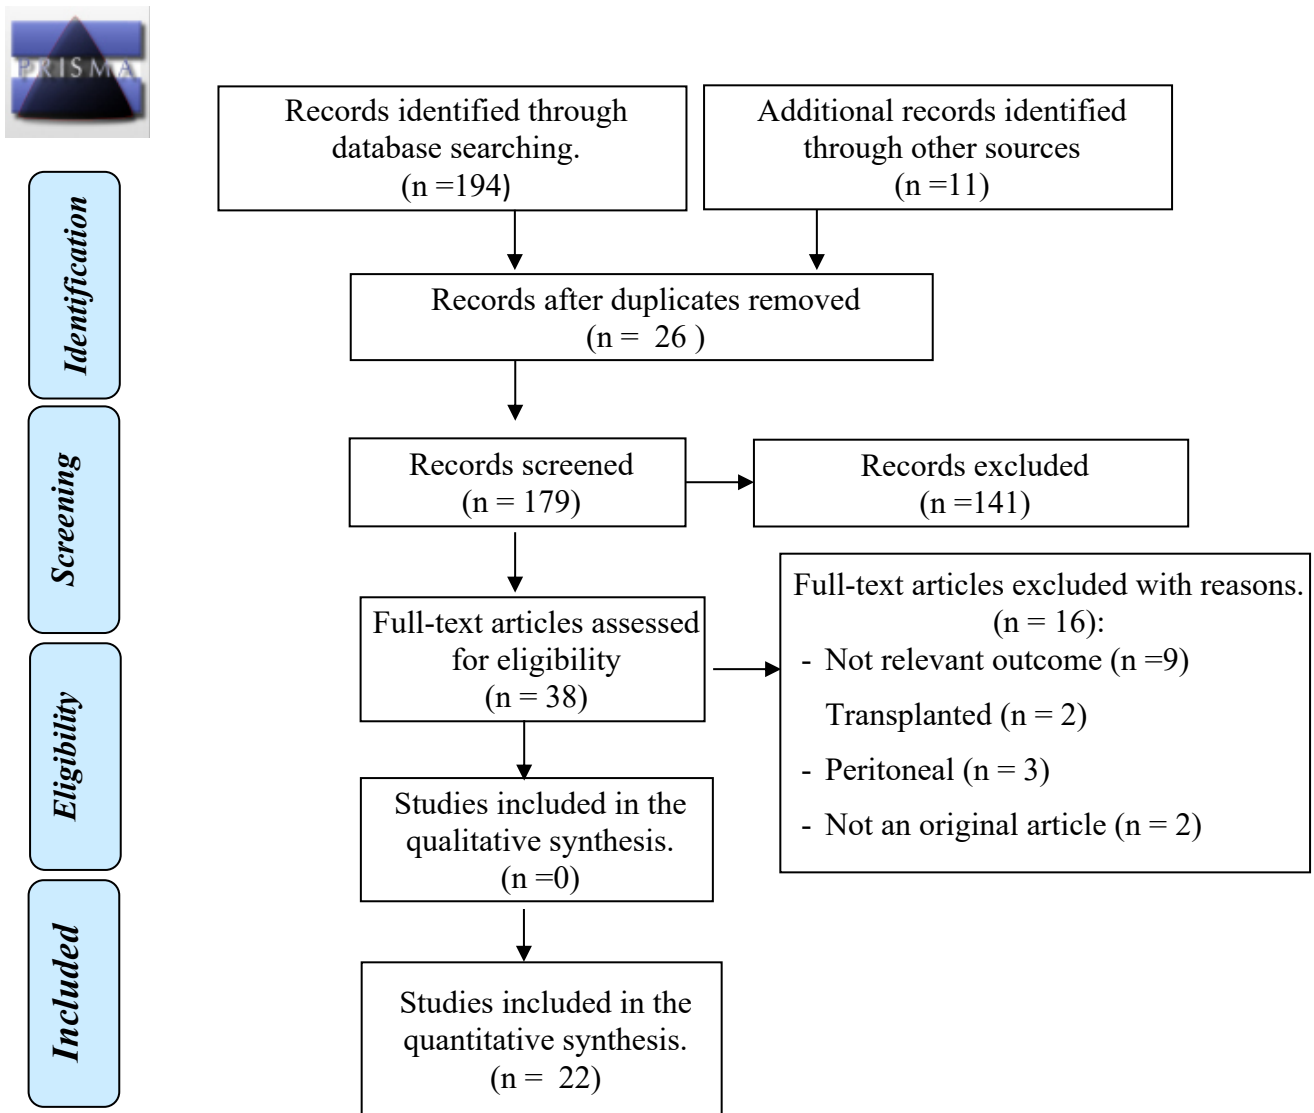 PRISMA
Records identified through
database searching.
(n =194)
Additional records identified
through other sources
(n =11)
Identification
Records after duplicates removed
(n =  26 )
Screening
Records screened
(n = 179)
Records excluded
(n =141)
Full-text articles assessed
for eligibility
(n = 38)
Full-text articles excluded with reasons.
(n = 16):
- Not relevant outcome (n =9)
Transplanted (n = 2)
- Peritoneal (n = 3)
- Not an original article (n = 2)
Eligibility
Studies included in the
qualitative synthesis.
(n =0)
Included
Studies included in the
quantitative synthesis.
(n =  22)